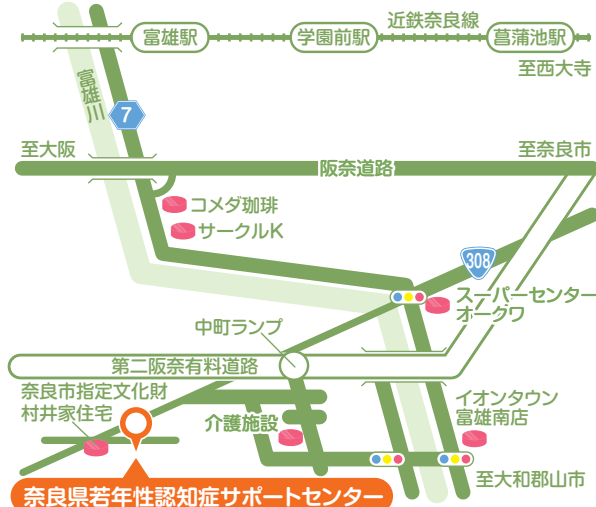 近鉄奈良線
富雄駅
学園前駅
菖蒲池駅
至西大寺
富雄川
7
至大阪
至奈良市
阪奈道路
コメダ珈琲
サークルK
308
スーパーセンター
オークワ
中町ランプ
第二阪奈有料道路
奈良市指定文化財
村井家住宅
介護施設
イオンタウン
富雄南店
至大和郡山市
奈良県若年性認知症サポートセンター